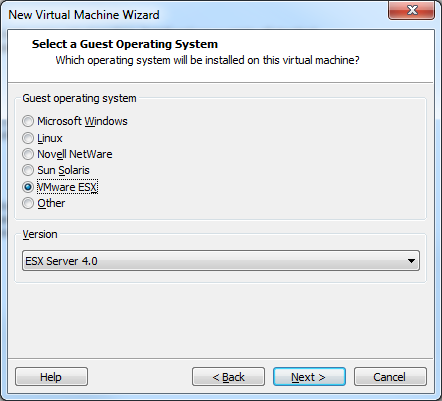 New Virtual Machine Wizard
Select a Guest Operating System
Which operating system will be installed on this virtual machine?
Guest operating system
Microsoft Windows
Linux
Novell NetWare
Sun Solaris
VMware ESX
Other
Version
ESX Server 4.0
Help
< Back
Next >
Cancel